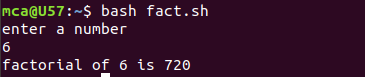 mca@U57:~$ bash fact.sh
enter a number
6
factorial of 6 is 720